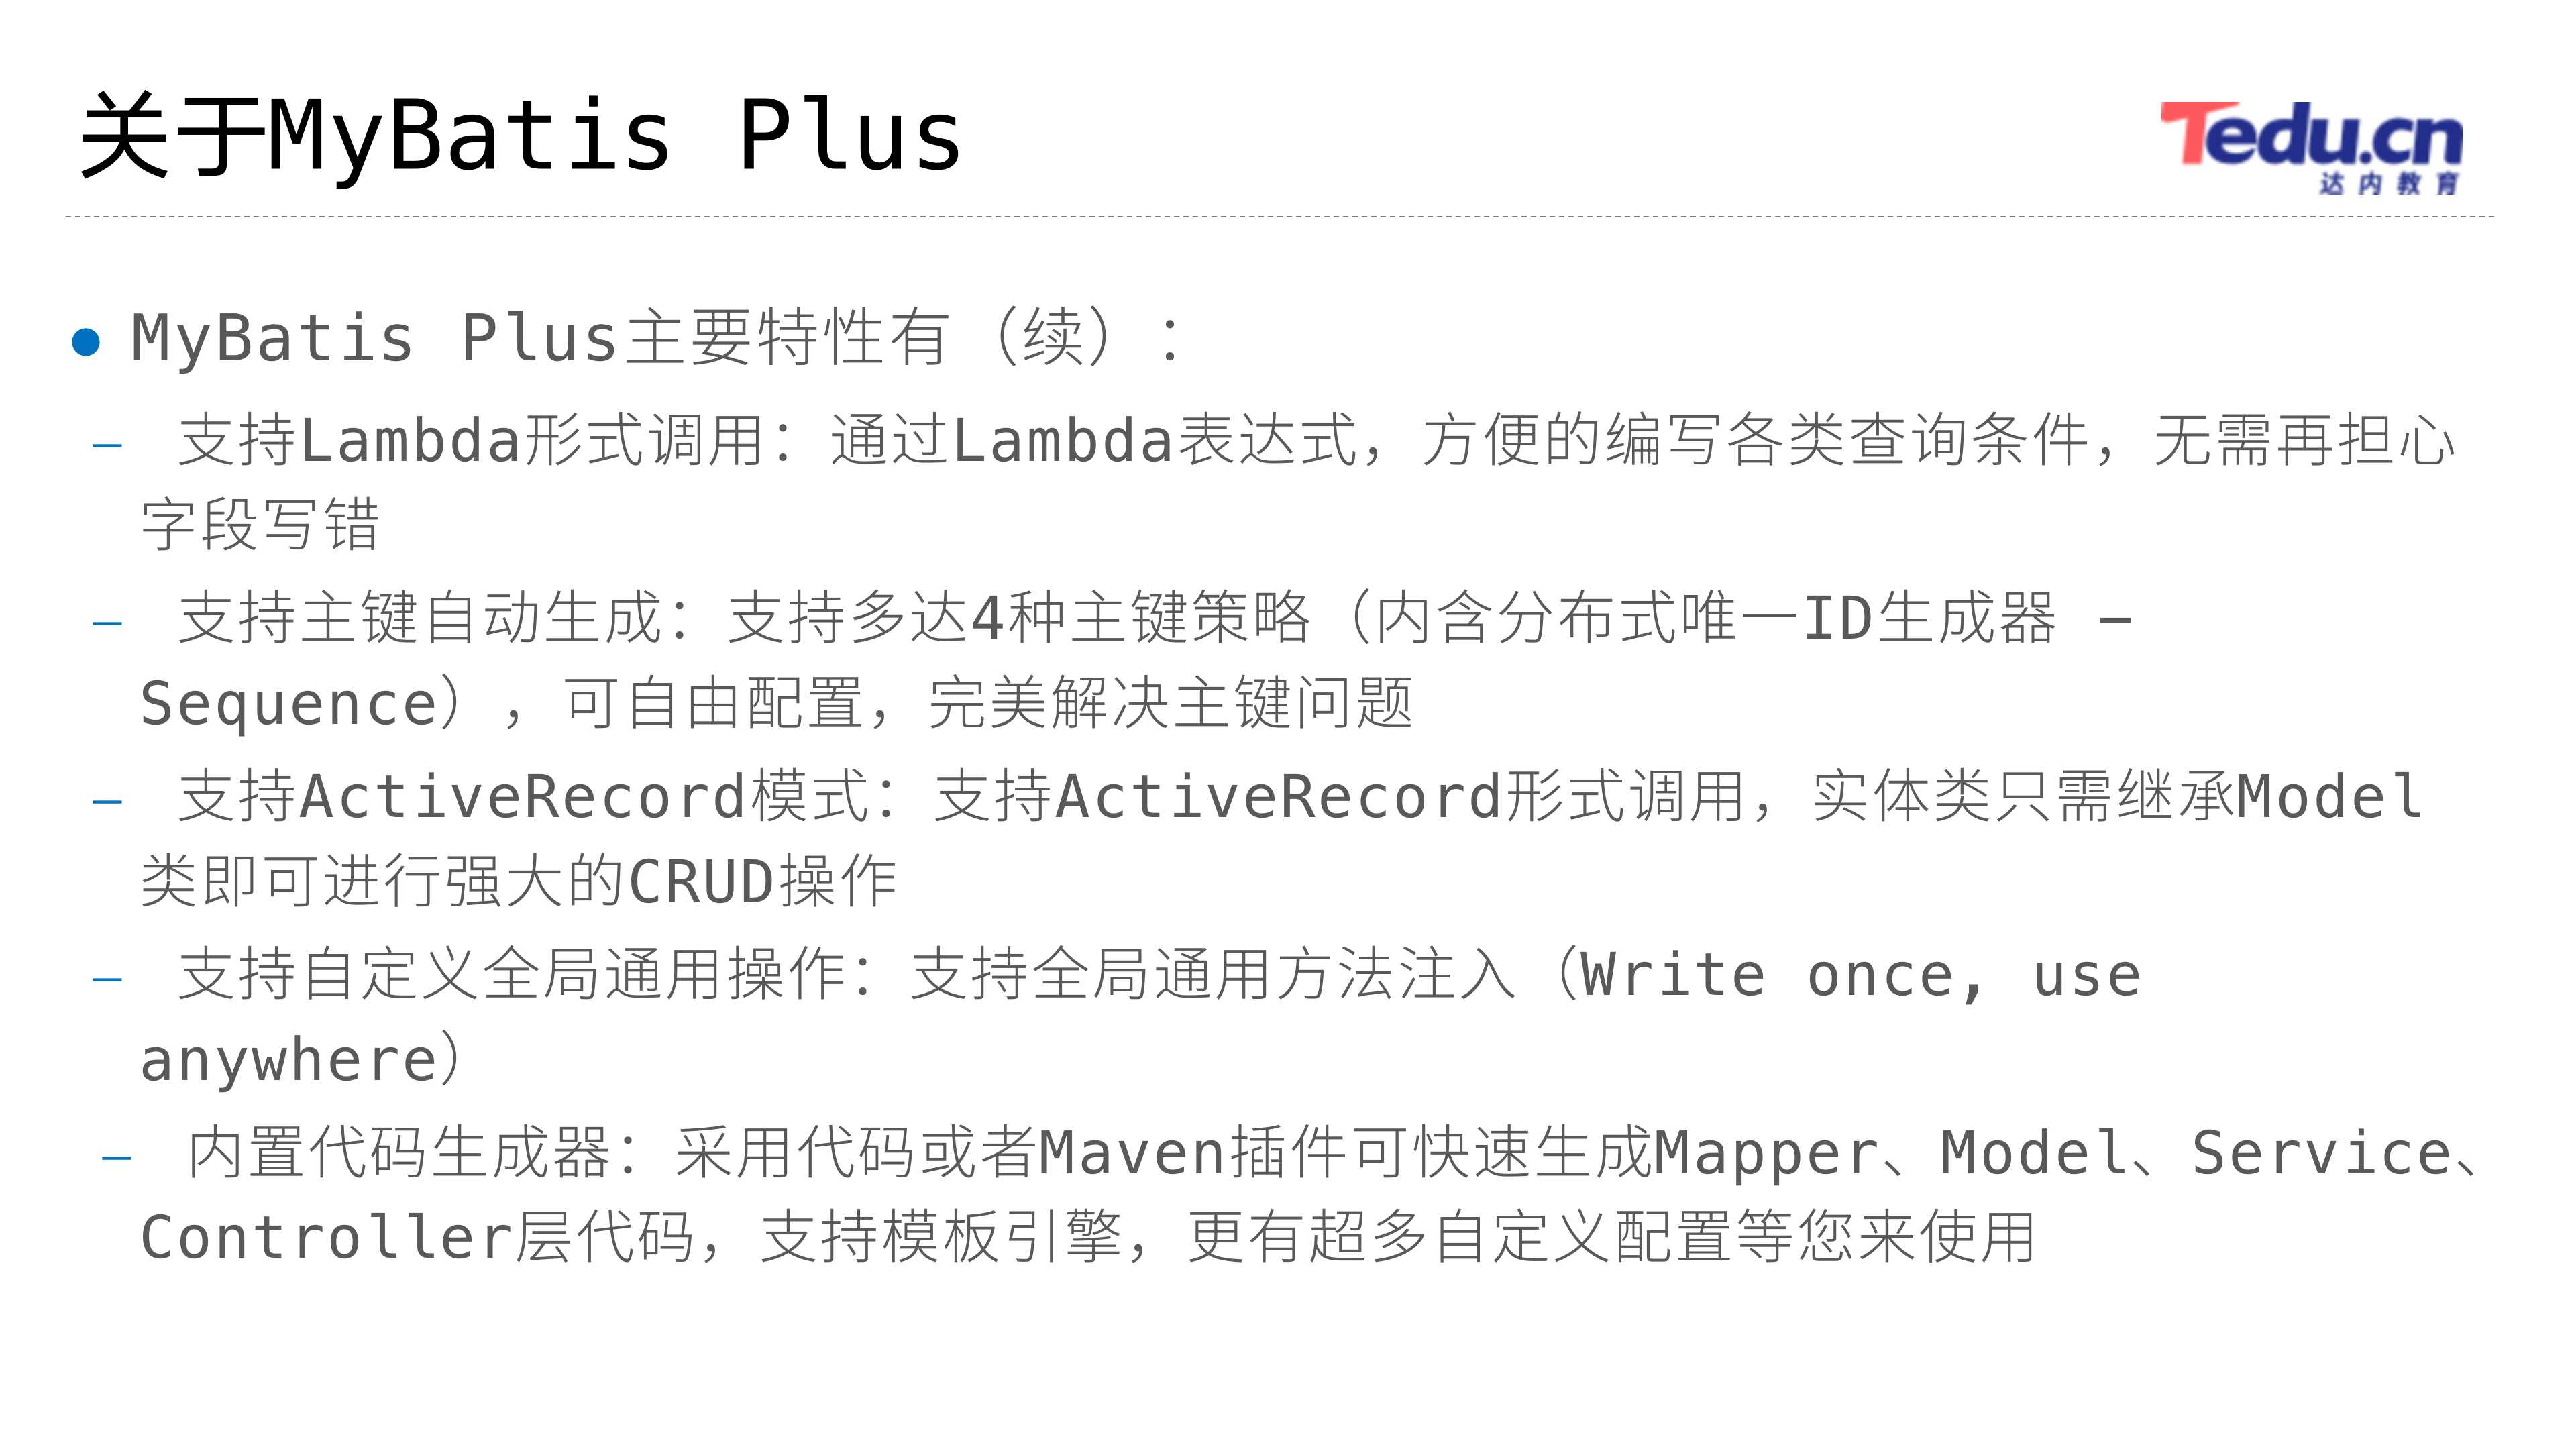 关于MyBatis Plus
Tedu.cn
达内教育
● MyBatis Plus主要特性有（续）：
– 支持Lambda形式调用：通过Lambda表达式，方便的编写各类查询条件，无需再担心
字段写错
– 支持主键自动生成：支持多达4种主键策略（内含分布式唯一ID生成器 –
Sequence），可自由配置，完美解决主键问题
– 支持ActiveRecord模式：支持ActiveRecord形式调用，实体类只需继承Model
类即可进行强大的CRUD操作
– 支持自定义全局通用操作：支持全局通用方法注入（Write once, use
anywhere）
– 内置代码生成器：采用代码或者Maven插件可快速生成Mapper、Model、Service、
Controller层代码，支持模板引擎，更有超多自定义配置等您来使用